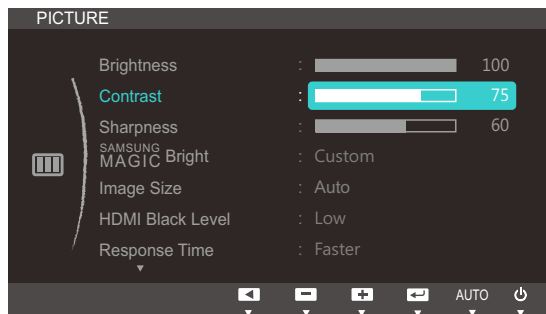 PICTURE
Brightness : 100
Contrast : 75
Sharpness : 60
SAMSUNG MAGIC Bright : Custom
Image Size : Auto
HDMI Black Level : Low
Response Time : Faster
AUTO